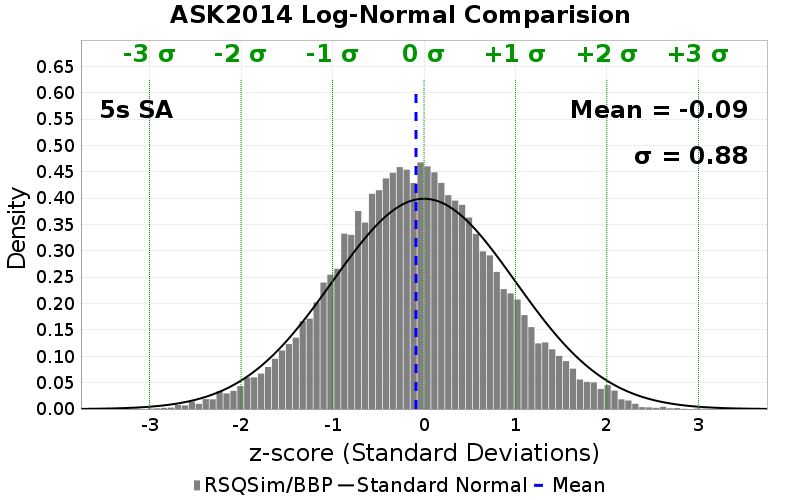 ASK2014 Log-Normal Comparision
-3 σ -2 σ -1 σ 0 σ +1 σ +2 σ +3 σ
5s SA
Mean = -0.09
σ = 0.88
Density
0.65
0.60
0.55
0.50
0.45
0.40
0.35
0.30
0.25
0.20
0.15
0.10
0.05
0.00
-3 -2 -1 0 1 2 3
z-score (Standard Deviations)
RSQSim/BBP Standard Normal Mean